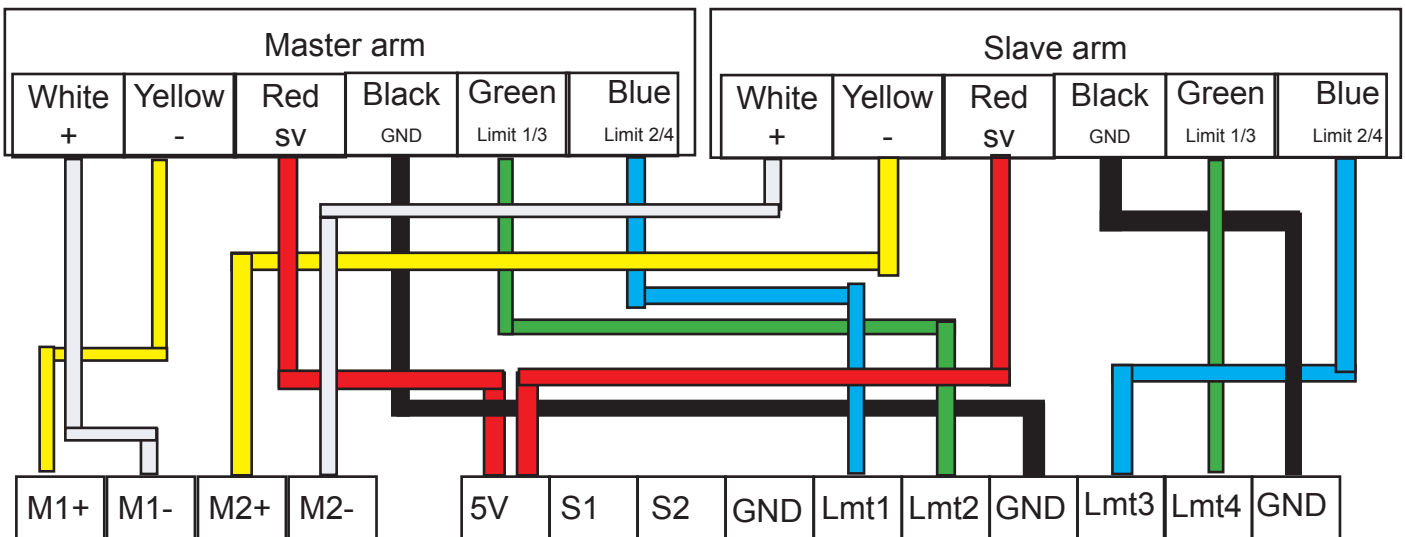 Master arm
Slave arm
White Yellow Red Black Green Blue
+ - sv GND Limit 1/3 Limit 2/4
White Yellow Red Black Green Blue
+ - sv GND Limit 1/3 Limit 2/4
M1+ M1- M2+ M2- 5V S1 S2 GND Lmt1 Lmt2 GND Lmt3 Lmt4 GND